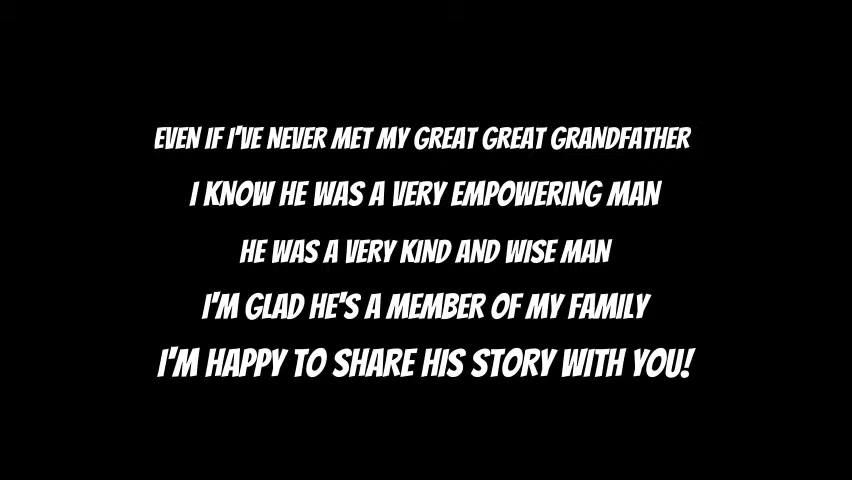 EVEN IF I'VE NEVER MET MY GREAT GREAT GRANDFATHER
I KNOW HE WAS A VERY EMPOWERING MAN
HE WAS A VERY KIND AND WISE MAN
I'M GLAD HE'S A MEMBER OF MY FAMILY
I'M HAPPY TO SHARE HIS STORY WITH YOU!